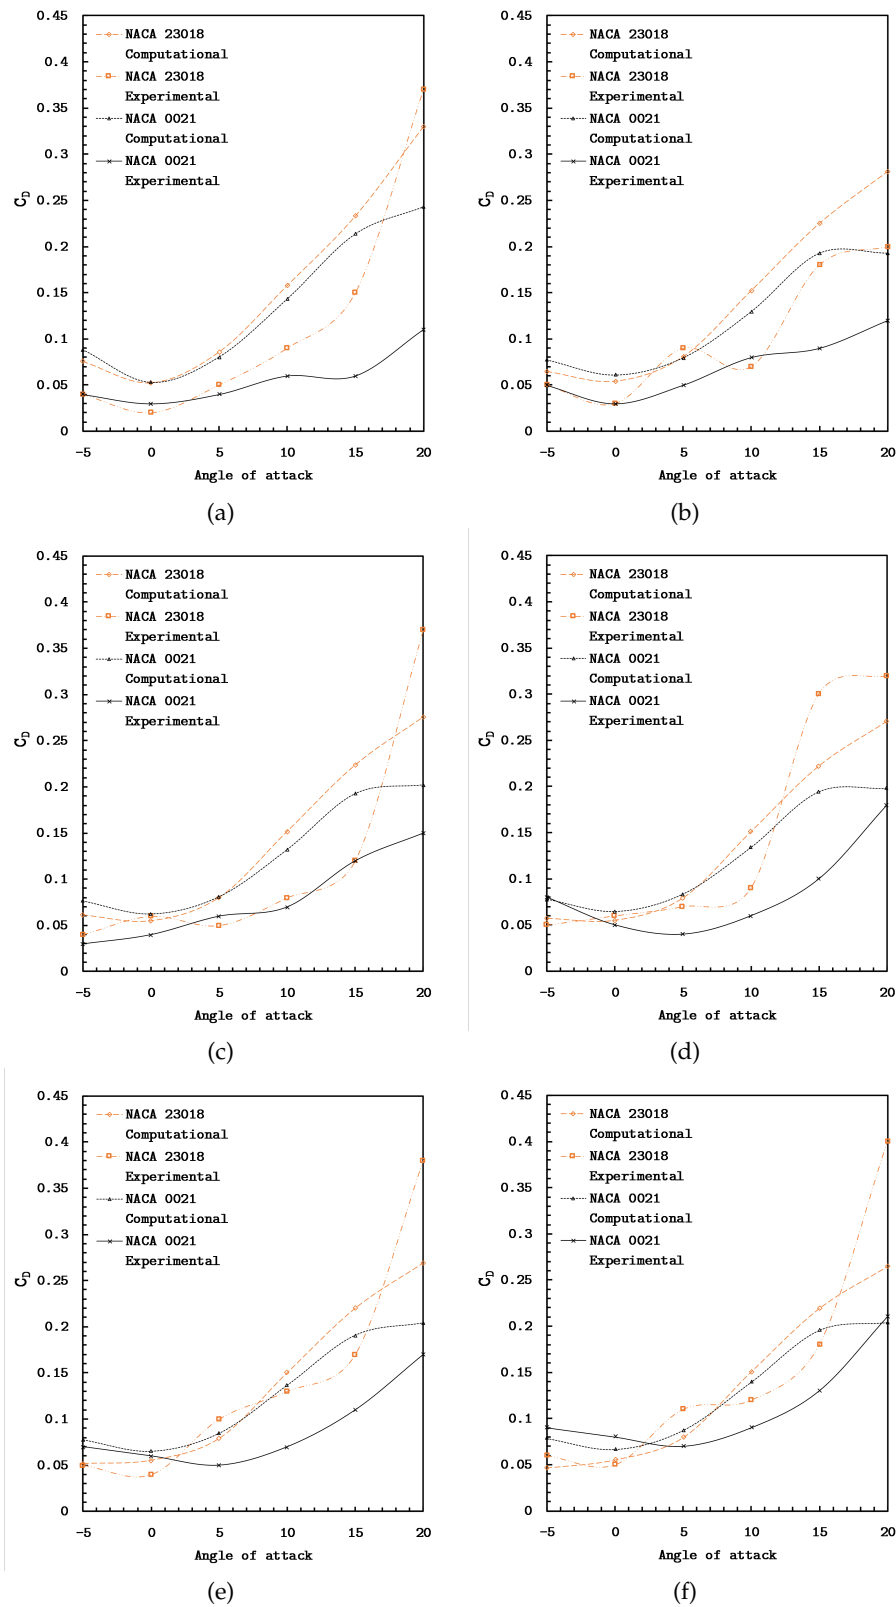 0.45
NACA 23018
Computational
0.4
NACA 23018
Experimental
0.35
NACA 0021
Computational
0.3
NACA 0021
Experimental
0.25
0.2
0.15
0.1
0.05
0
C_D
-5 0 5 10 15 20
Angle of attack
(a)
0.45
NACA 23018
Computational
0.4
NACA 23018
Experimental
0.35
NACA 0021
Computational
0.3
NACA 0021
Experimental
0.25
0.2
0.15
0.1
0.05
0
C_D
-5 0 5 10 15 20
Angle of attack
(b)
0.45
NACA 23018
Computational
0.4
NACA 23018
Experimental
0.35
NACA 0021
Computational
0.3
NACA 0021
Experimental
0.25
0.2
0.15
0.1
0.05
0
C_D
-5 0 5 10 15 20
Angle of attack
(c)
0.45
NACA 23018
Computational
0.4
NACA 23018
Experimental
0.35
NACA 0021
Computational
0.3
NACA 0021
Experimental
0.25
0.2
0.15
0.1
0.05
0
C_D
-5 0 5 10 15 20
Angle of attack
(d)
0.45
NACA 23018
Computational
0.4
NACA 23018
Experimental
0.35
NACA 0021
Computational
0.3
NACA 0021
Experimental
0.25
0.2
0.15
0.1
0.05
0
C_D
-5 0 5 10 15 20
Angle of attack
(e)
0.45
NACA 23018
Computational
0.4
NACA 23018
Experimental
0.35
NACA 0021
Computational
0.3
NACA 0021
Experimental
0.25
0.2
0.15
0.1
0.05
0
C_D
-5 0 5 10 15 20
Angle of attack
(f)